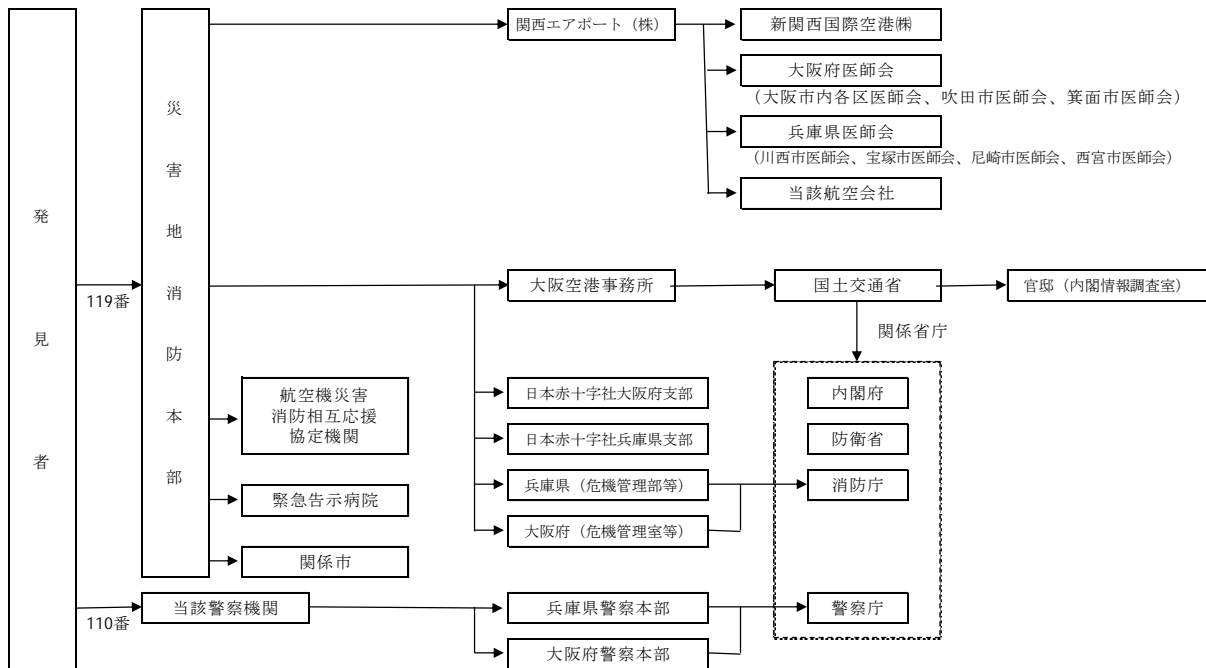 発見者
119番
110番
災害地消防本部
関西エアポート（株）
新関西国際空港㈱
大阪府医師会
（大阪市内各区医師会、吹田市医師会、箕面市医師会）
兵庫県医師会
（川西市医師会、宝塚市医師会、尼崎市医師会、西宮市医師会）
当該航空会社
大阪空港事務所
国土交通省
官邸（内閣情報調査室）
関係省庁
航空機災害
消防相互応援
協定機関
緊急告示病院
関係市
日本赤十字社大阪府支部
日本赤十字社兵庫県支部
兵庫県（危機管理部等）
大阪府（危機管理室等）
内閣府
防衛省
消防庁
警察庁
当該警察機関
兵庫県警察本部
大阪府警察本部